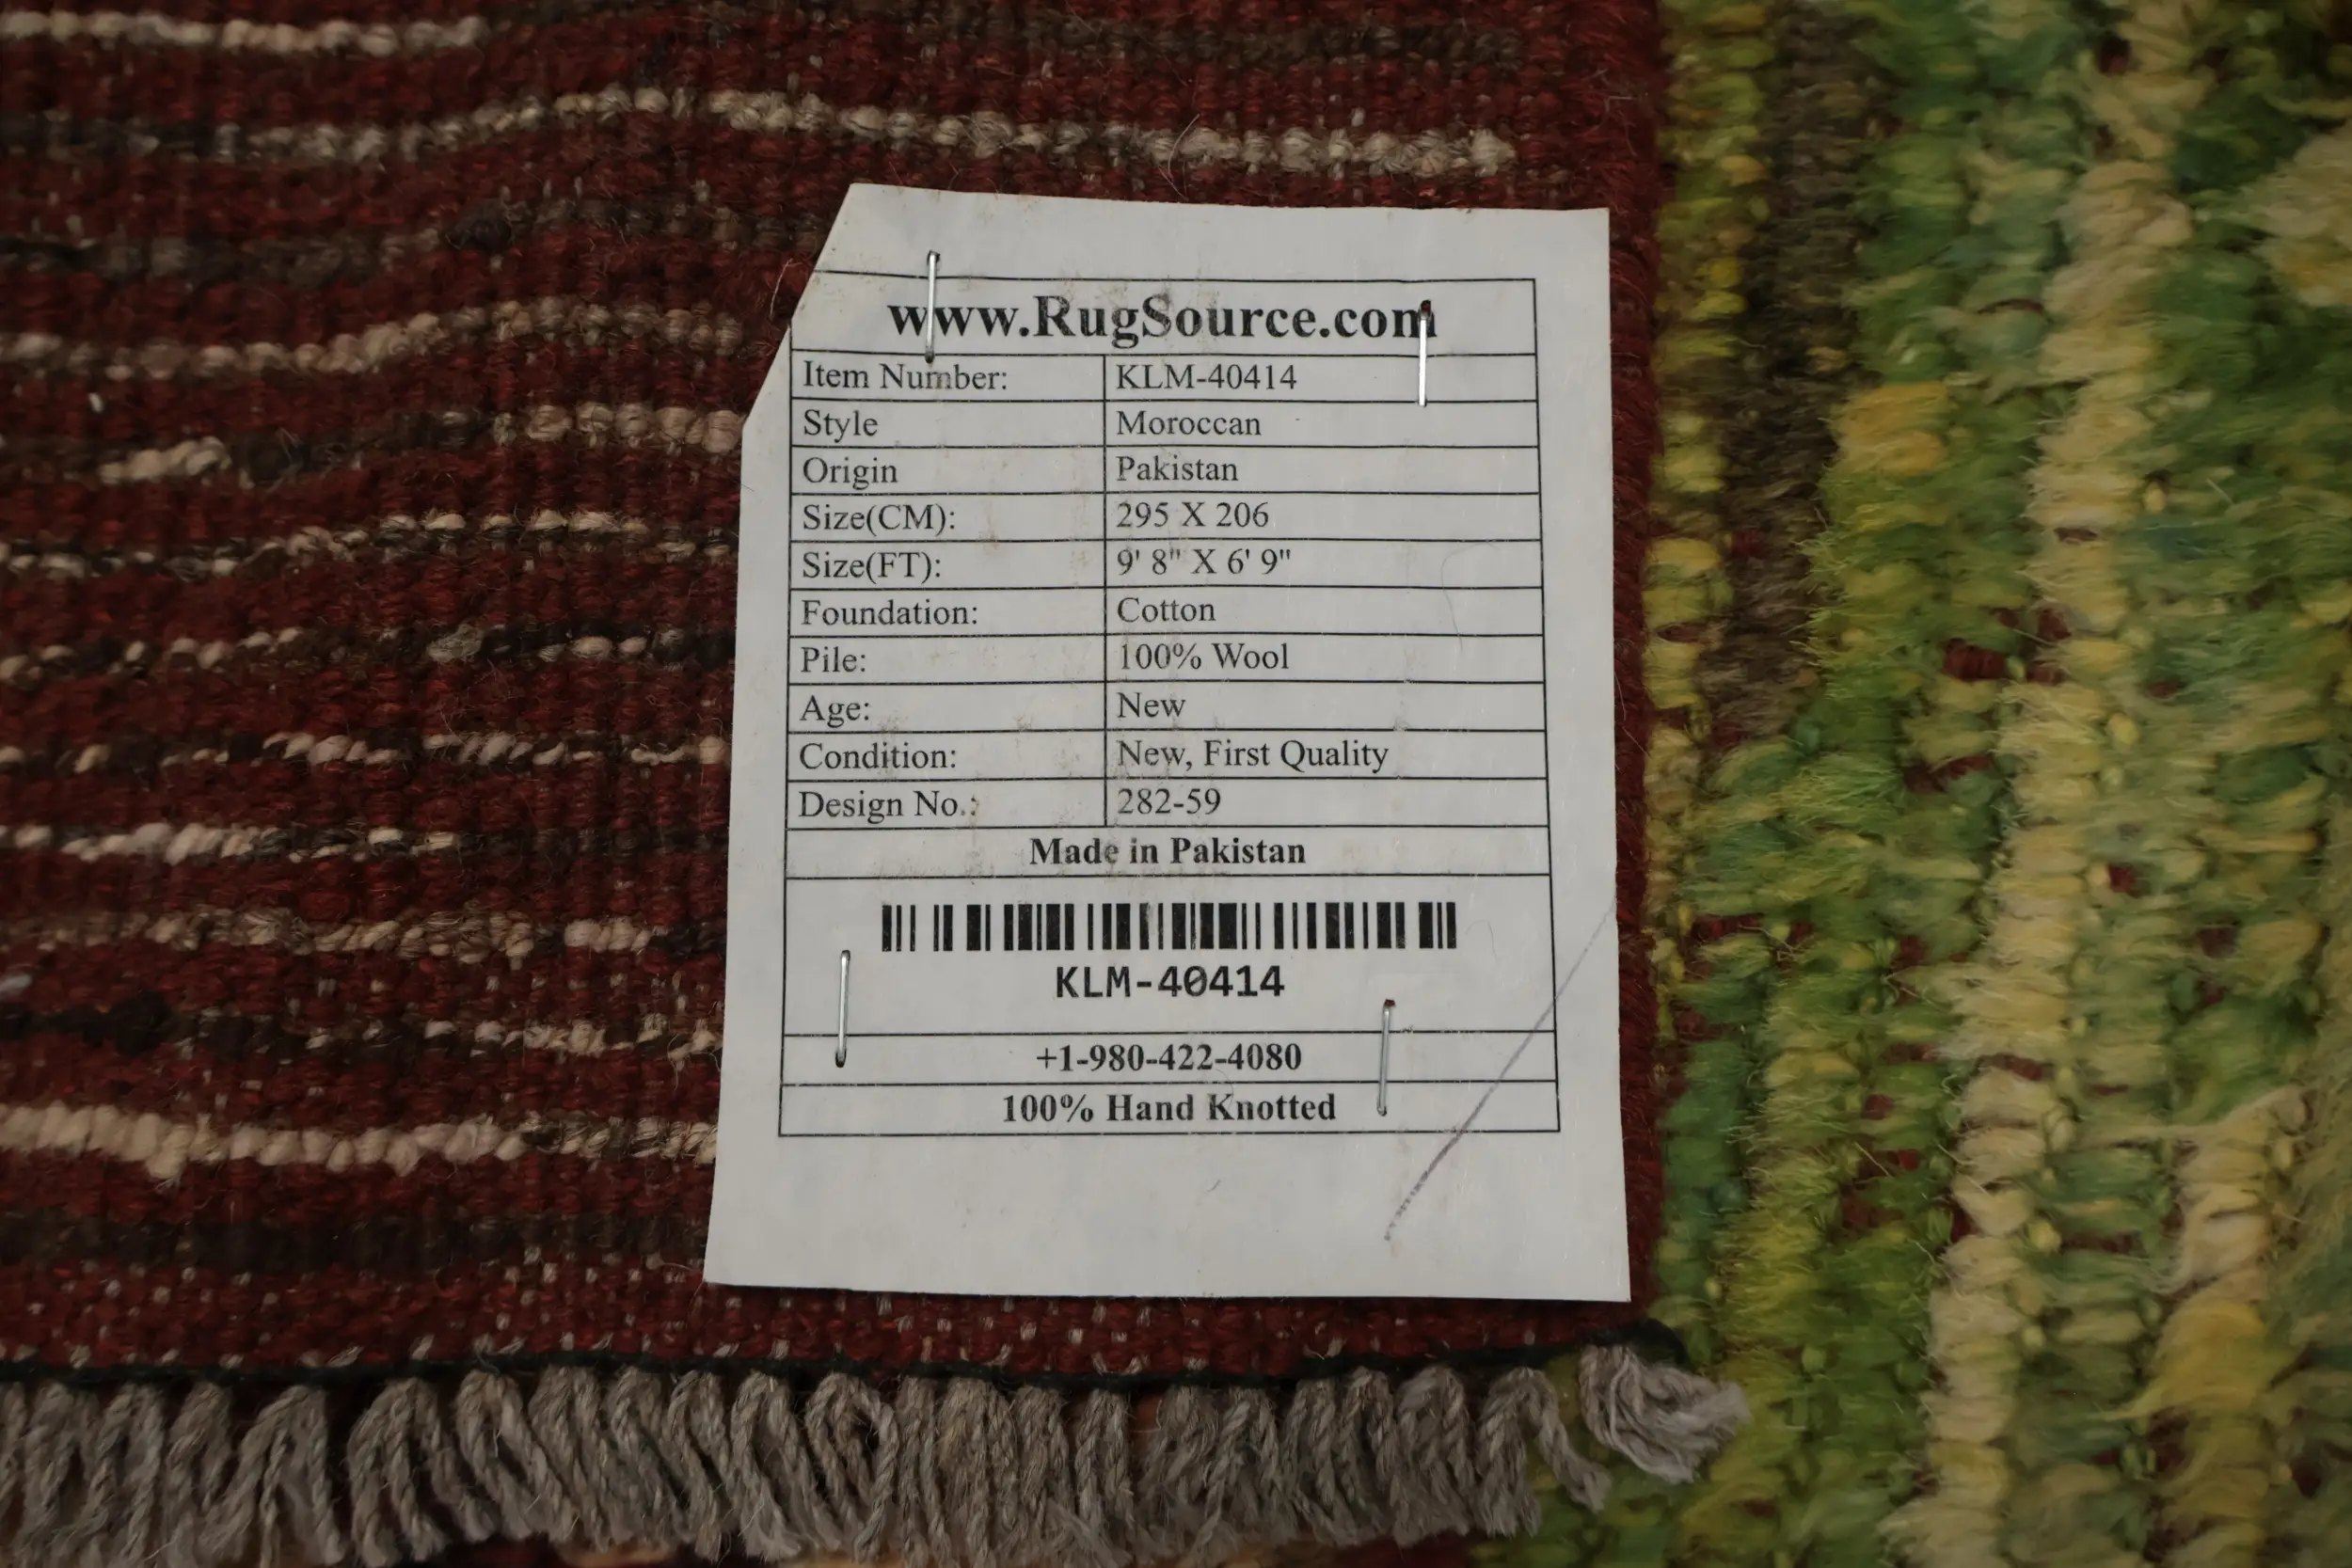 www.RugSource.com
Item Number: KLM-40414
Style Moroccan
Origin Pakistan
Size(CM): 295 X 206
Size(FT): 9' 8" X 6' 9"
Foundation: Cotton
Pile: 100% Wool
Age: New
Condition: New, First Quality
Design No.: 282-59
Made in Pakistan
KLM-40414
+1-980-422-4080
100% Hand Knotted